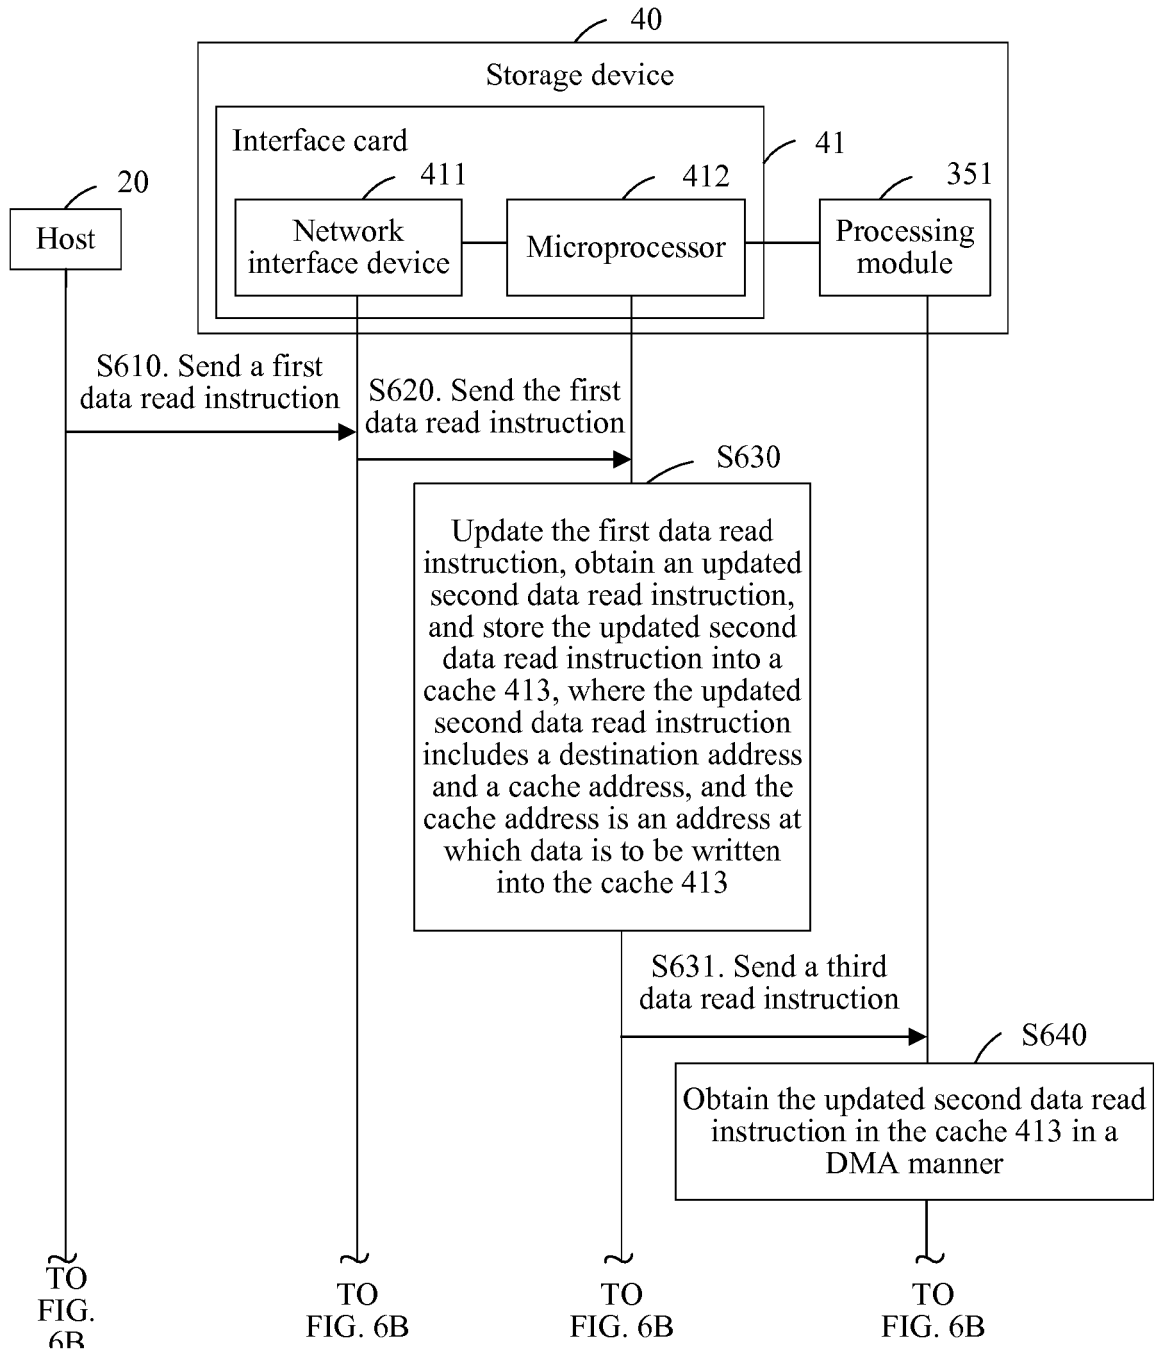 40
Storage device
Interface card
41
20
411
412
351
Host
Network
interface device
Microprocessor
Processing
module
S610. Send a first
data read instruction
S620. Send the first
data read instruction
S630
Update the first data read
instruction, obtain an updated
second data read instruction,
and store the updated second
data read instruction into a
cache 413, where the updated
second data read instruction
includes a destination address
and a cache address, and the
cache address is an address at
which data is to be written
into the cache 413
S631. Send a third
data read instruction
S640
Obtain the updated second data read
instruction in the cache 413 in a
DMA manner
TO
FIG.
6B
TO
FIG. 6B
TO
FIG. 6B
TO
FIG. 6B